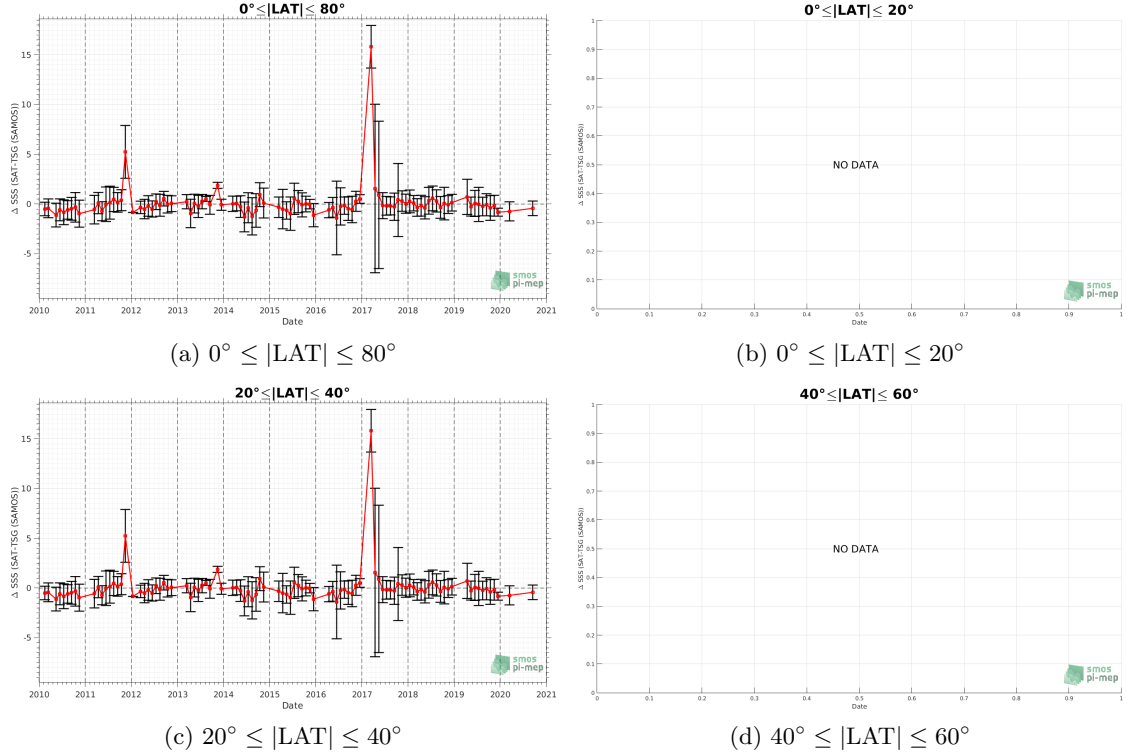 0°≤|LAT|≤ 80°
Δ SSS (SAT-TSG (SAMOS))
15
10
5
0
-5
2010 2011 2012 2013 2014 2015 2016 2017 2018 2019 2020 2021
Date
smos
pi-mep
(a) 0° ≤ |LAT| ≤ 80°
0°≤|LAT|≤ 20°
Δ SSS (SAT-TSG (SAMOS))
1
0.9
0.8
0.7
0.6
0.5
0.4
0.3
0.2
0.1
0
NO DATA
0 0.1 0.2 0.3 0.4 0.5 0.6 0.7 0.8 0.9 1
Date
smos
pi-mep
(b) 0° ≤ |LAT| ≤ 20°
20°≤|LAT|≤ 40°
Δ SSS (SAT-TSG (SAMOS))
15
10
5
0
-5
2010 2011 2012 2013 2014 2015 2016 2017 2018 2019 2020 2021
Date
smos
pi-mep
(c) 20° ≤ |LAT| ≤ 40°
40°≤|LAT|≤ 60°
Δ SSS (SAT-TSG (SAMOS))
1
0.9
0.8
0.7
0.6
0.5
0.4
0.3
0.2
0.1
0
NO DATA
0 0.1 0.2 0.3 0.4 0.5 0.6 0.7 0.8 0.9 1
Date
smos
pi-mep
(d) 40° ≤ |LAT| ≤ 60°